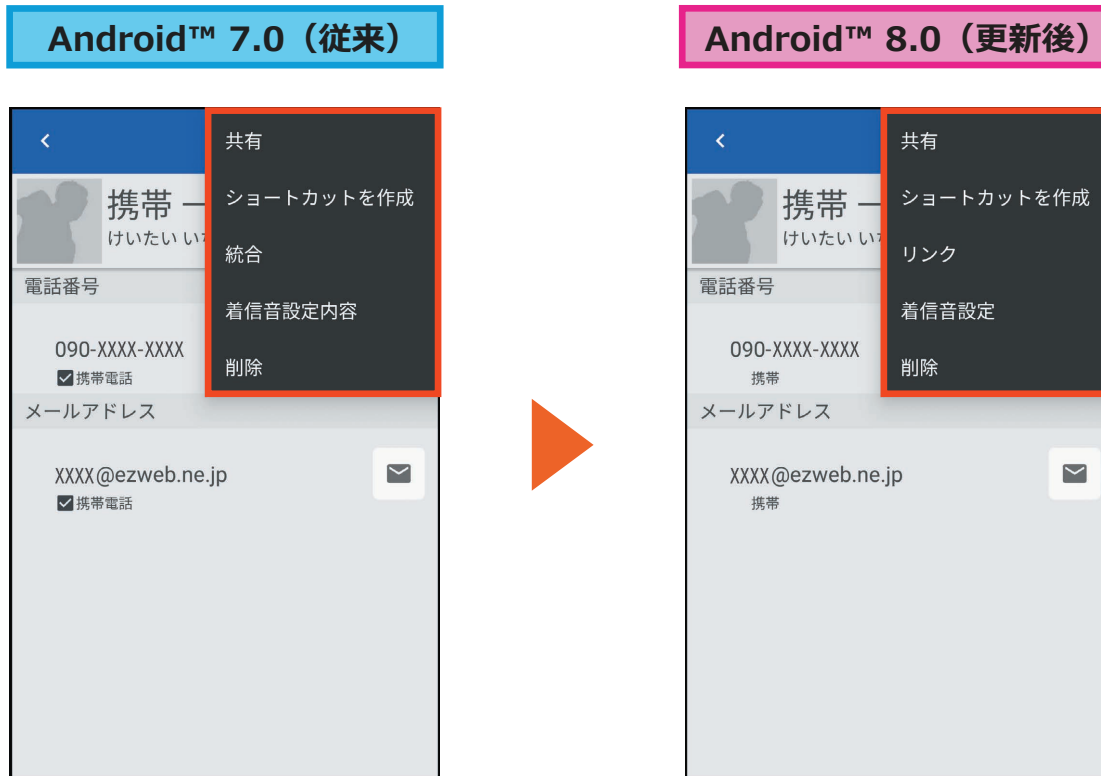 Android™ 7.0（従来）
<
共有
ショートカットを作成
統合
着信音設定内容
削除
携帯 一
けいたい い
電話番号
090-XXXX-XXXX
携帯電話
メールアドレス
XXXX@ezweb.ne.jp
携帯電話
Android™ 8.0（更新後）
<
共有
ショートカットを作成
リンク
着信音設定
削除
携帯 一
けいたい い
電話番号
090-XXXX-XXXX
携帯
メールアドレス
XXXX@ezweb.ne.jp
携帯